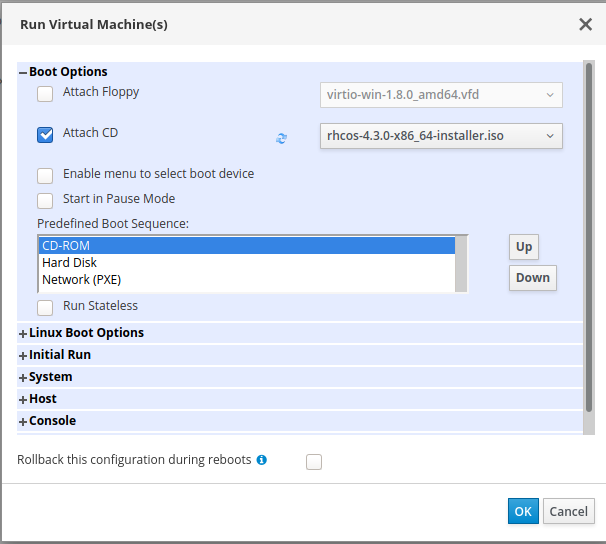 Run Virtual Machine(s)
Boot Options
Attach Floppy
virtio-win-1.8.0_amd64.vfd
Attach CD
rhcos-4.3.0-x86_64-installer.iso
Enable menu to select boot device
Start in Pause Mode
Predefined Boot Sequence:
CD-ROM
Hard Disk
Network (PXE)
Up
Down
Run Stateless
Linux Boot Options
Initial Run
System
Host
Console
Rollback this configuration during reboots
OK
Cancel